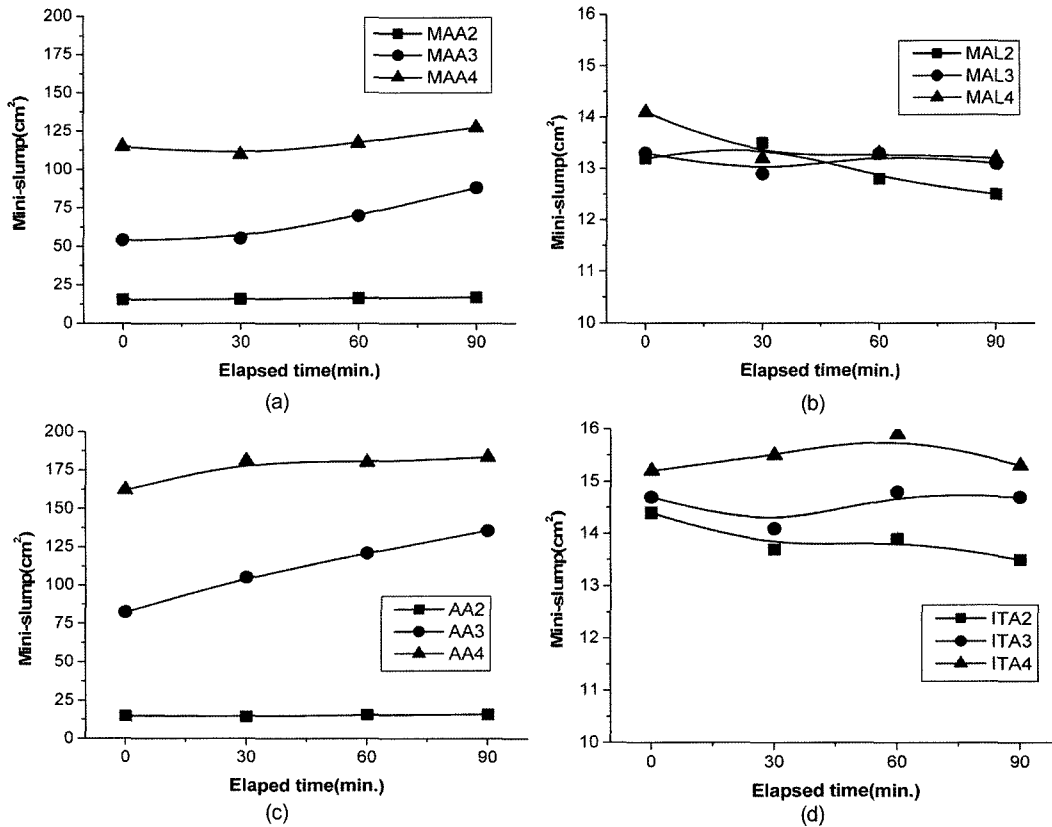 200
175
150
125
100
75
50
25
0
Mini-slump(cm²)
MAA2
MAA3
MAA4
0 30 60 90
Elapsed time(min.)
(a)
16
15
14
13
12
11
10
Mini-slump(cm²)
MAL2
MAL3
MAL4
0 30 60 90
Elapsed time(min.)
(b)
200
175
150
125
100
75
50
25
0
Mini-slump(cm²)
AA2
AA3
AA4
0 30 60 90
Elaped time(min.)
(c)
16
15
14
13
12
11
10
Mini-slump(cm²)
ITA2
ITA3
ITA4
0 30 60 90
Elapsed time(min.)
(d)